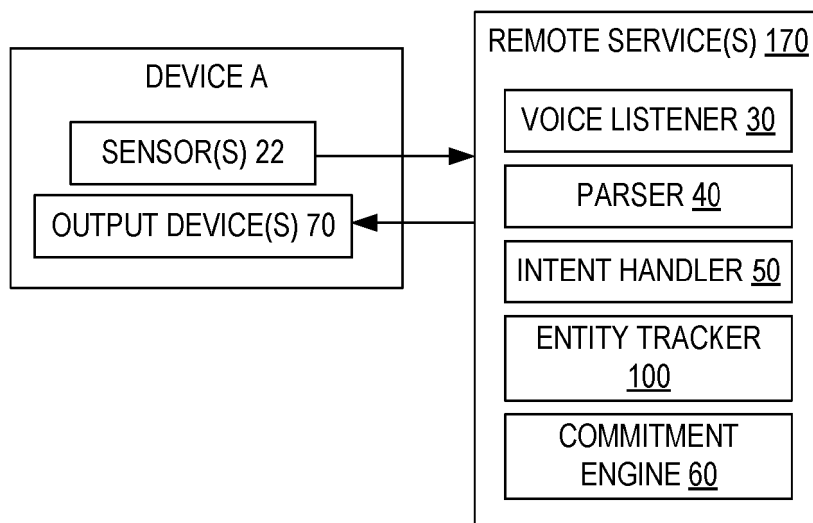 DEVICE A
SENSOR(S) 22
OUTPUT DEVICE(S) 70
REMOTE SERVICE(S) 170
VOICE LISTENER 30
PARSER 40
INTENT HANDLER 50
ENTITY TRACKER
100
COMMITMENT
ENGINE 60